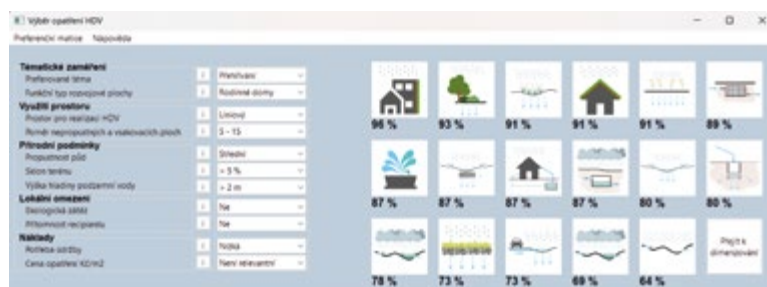 Výběr opatření HDV
Preferenční matice Nápověda
Tématické zaměření
Preferované téma
Funkční typ rozvojové plochy Rodinné domy
Využití prostoru
Prostor pro realizaci HDV Liniový
Poměr nepropustných a vsakovacích ploch 5 - 15
Přírodní podmínky
Propustnost půd Střední
Sklon terénu > 5 %
Výška hladiny podzemní vody > 2 m
Lokální omezení
Ekologická zátěž Ne
Přítomnost recipientu Ne
Náklady
Potřeba údržby Nízká
Cena opatření Kč/m2 Není relevantní
96 % 93 % 91 % 91 % 91 % 89 %
87 % 87 % 87 % 87 % 80 % 80 %
Přejít k
dimenzování
78 % 73 % 73 % 69 % 64 %